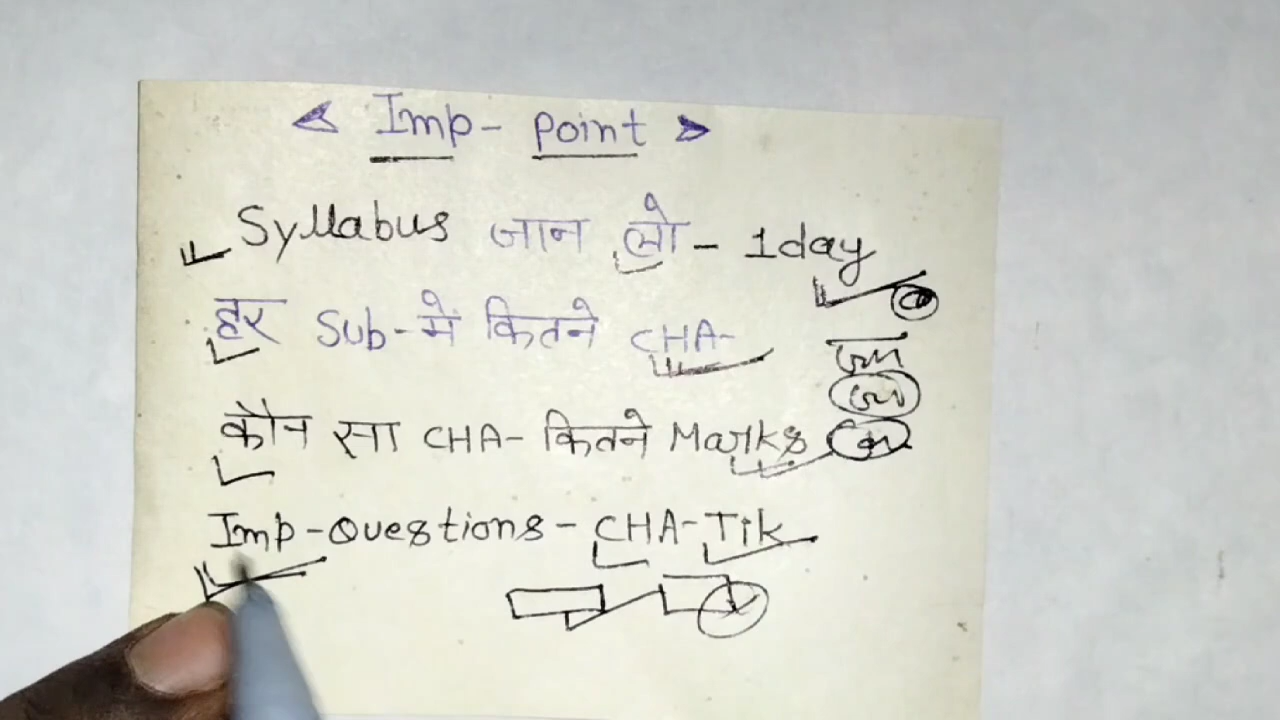 Imp- point
Syllabus जान लो - 1day
हर Sub-में कितने CHA-
कौन सा CHA- कितने Marks
Imp-Questions-CHA-Tik